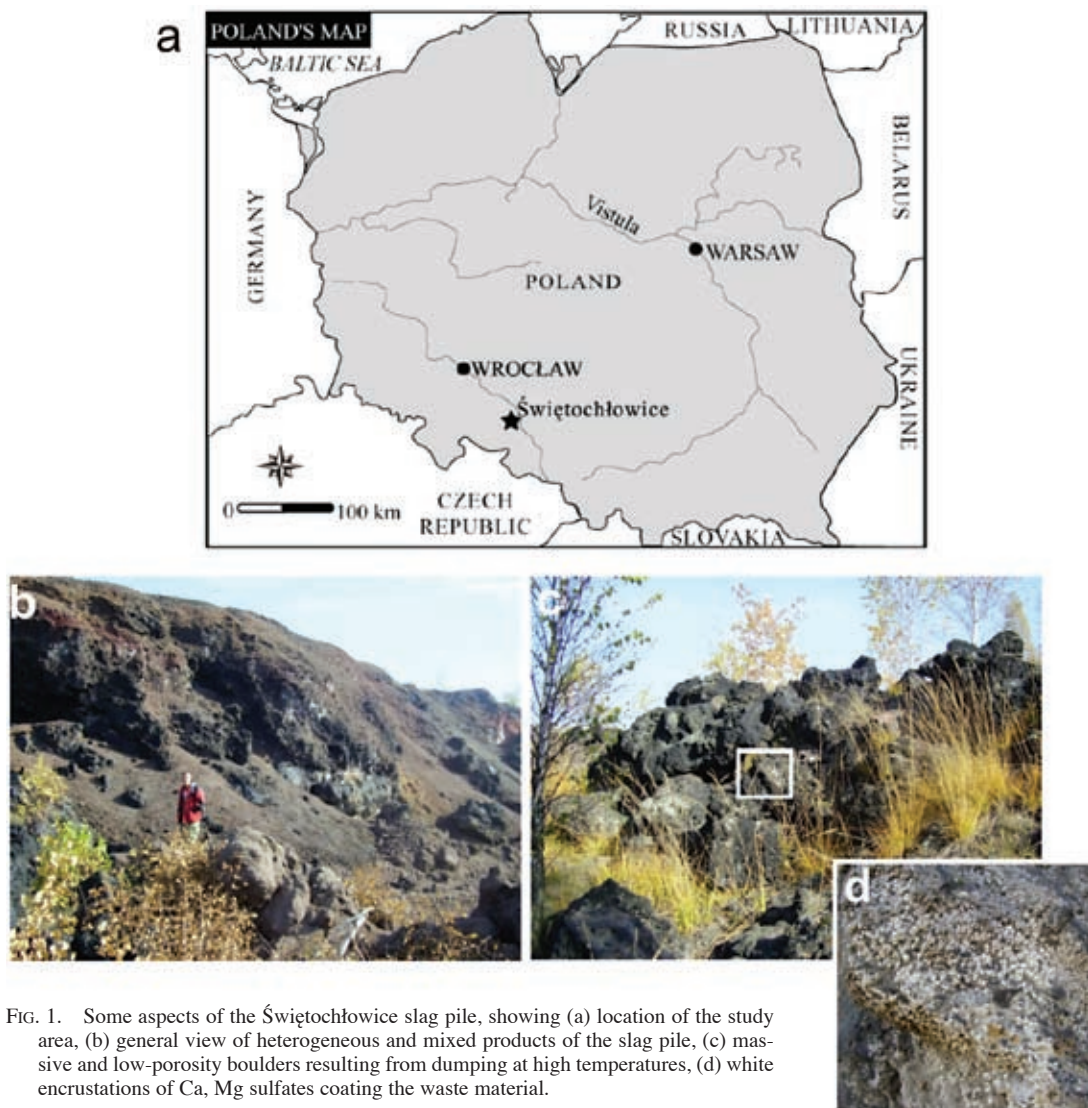 a
POLAND'S MAP
BALTIC SEA
RUSSIA
LITHUANIA
BELARUS
GERMANY
Vistula
WARSAW
POLAND
WROCŁAW
Świętochłowice
UKRAINE
0 100 km
CZECH
REPUBLIC
SLOVAKIA
b
c
d
FIG. 1. Some aspects of the Świętochłowice slag pile, showing (a) location of the study
area, (b) general view of heterogeneous and mixed products of the slag pile, (c) mas-
sive and low-porosity boulders resulting from dumping at high temperatures, (d) white
encrustations of Ca, Mg sulfates coating the waste material.